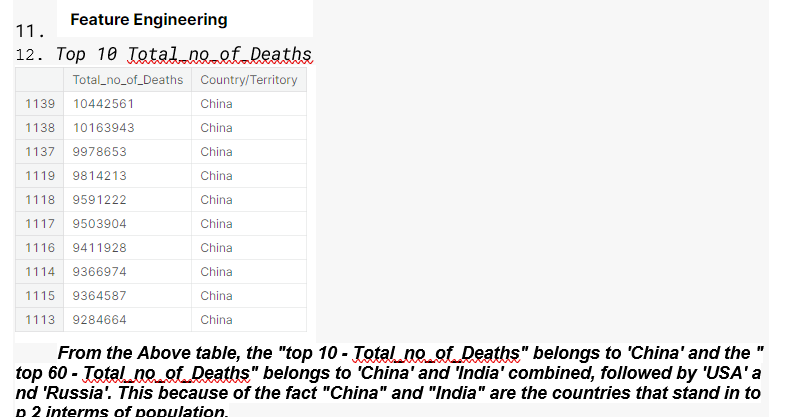 Feature Engineering
11.
12. Top 10 Total_no_of_Deaths
Total_no_of_Deaths Country/Territory
1139 10442561 China
1138 10163943 China
1137 9978653 China
1119 9814213 China
1118 9591222 China
1117 9503904 China
1116 9411928 China
1114 9366974 China
1115 9364587 China
1113 9284664 China
From the Above table, the "top 10 - Total_no_of_Deaths" belongs to 'China' and the "
top 60 - Total_no_of_Deaths" belongs to 'China' and 'India' combined, followed by 'USA' a
nd 'Russia'. This because of the fact "China" and "India" are the countries that stand in to
p 2 interms of population.